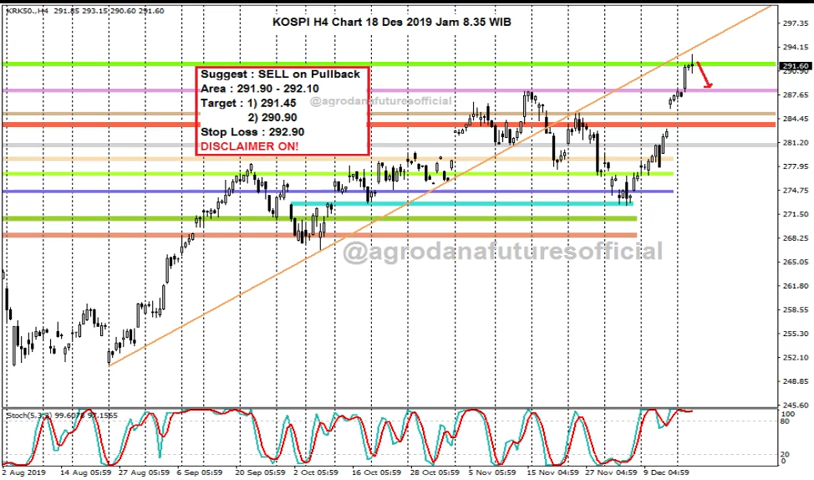 KRK50.,H4 291.85 293.15 290.60 291.60
KOSPI H4 Chart 18 Des 2019 Jam 8.35 WIB
Suggest : SELL on Pullback
Area : 291.90 - 292.10
Target : 1) 291.45
2) 290.90
Stop Loss : 292.90
DISCLAIMER ON!
@agrodanafuturesofficial
@agrodanafuturesofficial
297.35
294.15
291.60
290.90
287.65
284.45
281.20
277.95
274.75
271.50
268.25
265.05
261.80
258.55
255.30
252.10
248.85
245.60
Stoch(5,3,3) 99.6078 97.1565
100
80
20
0
2 Aug 2019 14 Aug 05:59 27 Aug 05:59 6 Sep 05:59 20 Sep 05:59 2 Oct 05:59 16 Oct 05:59 28 Oct 05:59 5 Nov 05:59 15 Nov 04:59 27 Nov 04:59 9 Dec 04:59